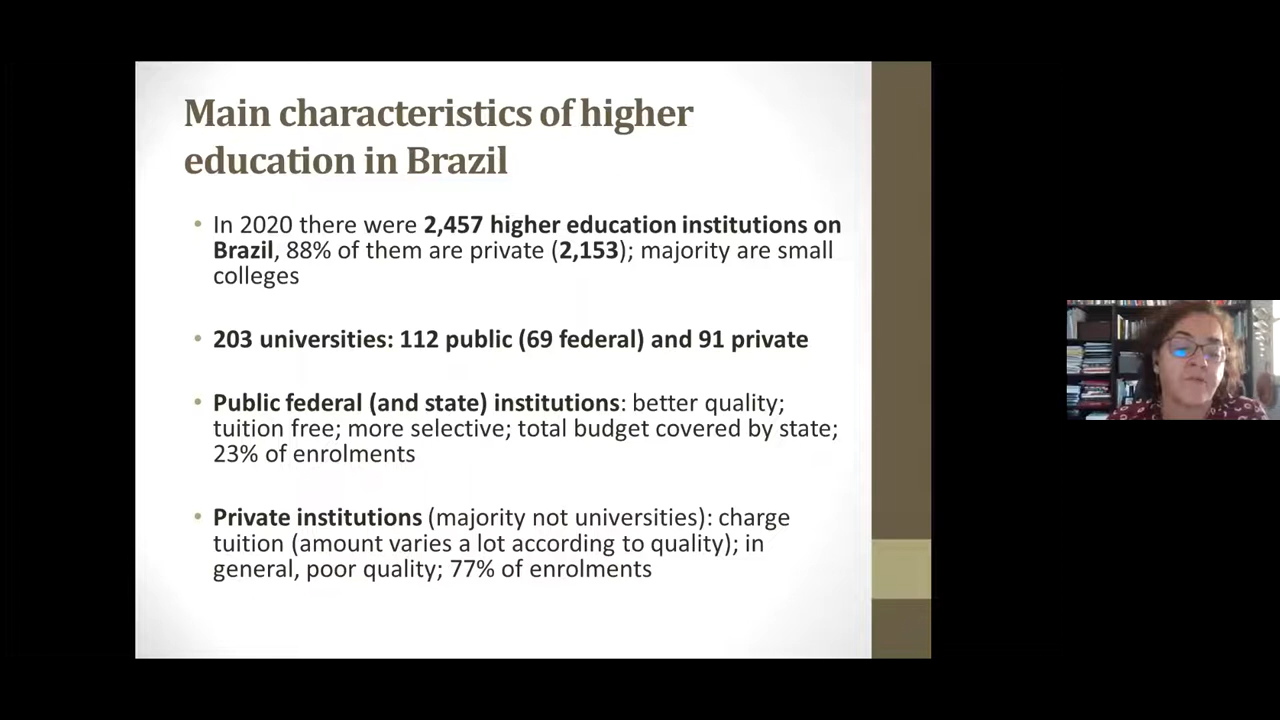 Main characteristics of higher
education in Brazil
• In 2020 there were 2,457 higher education institutions on
Brazil, 88% of them are private (2,153); majority are small
colleges
• 203 universities: 112 public (69 federal) and 91 private
• Public federal (and state) institutions: better quality;
tuition free; more selective; total budget covered by state;
23% of enrolments
• Private institutions (majority not universities): charge
tuition (amount varies a lot according to quality); in
general, poor quality; 77% of enrolments